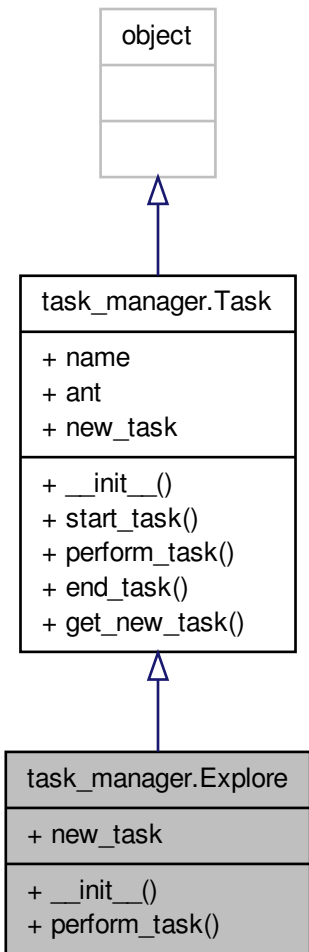 object
task_manager.Task
+ name
+ ant
+ new_task
+ __init__()
+ start_task()
+ perform_task()
+ end_task()
+ get_new_task()
task_manager.Explore
+ new_task
+ __init__()
+ perform_task()